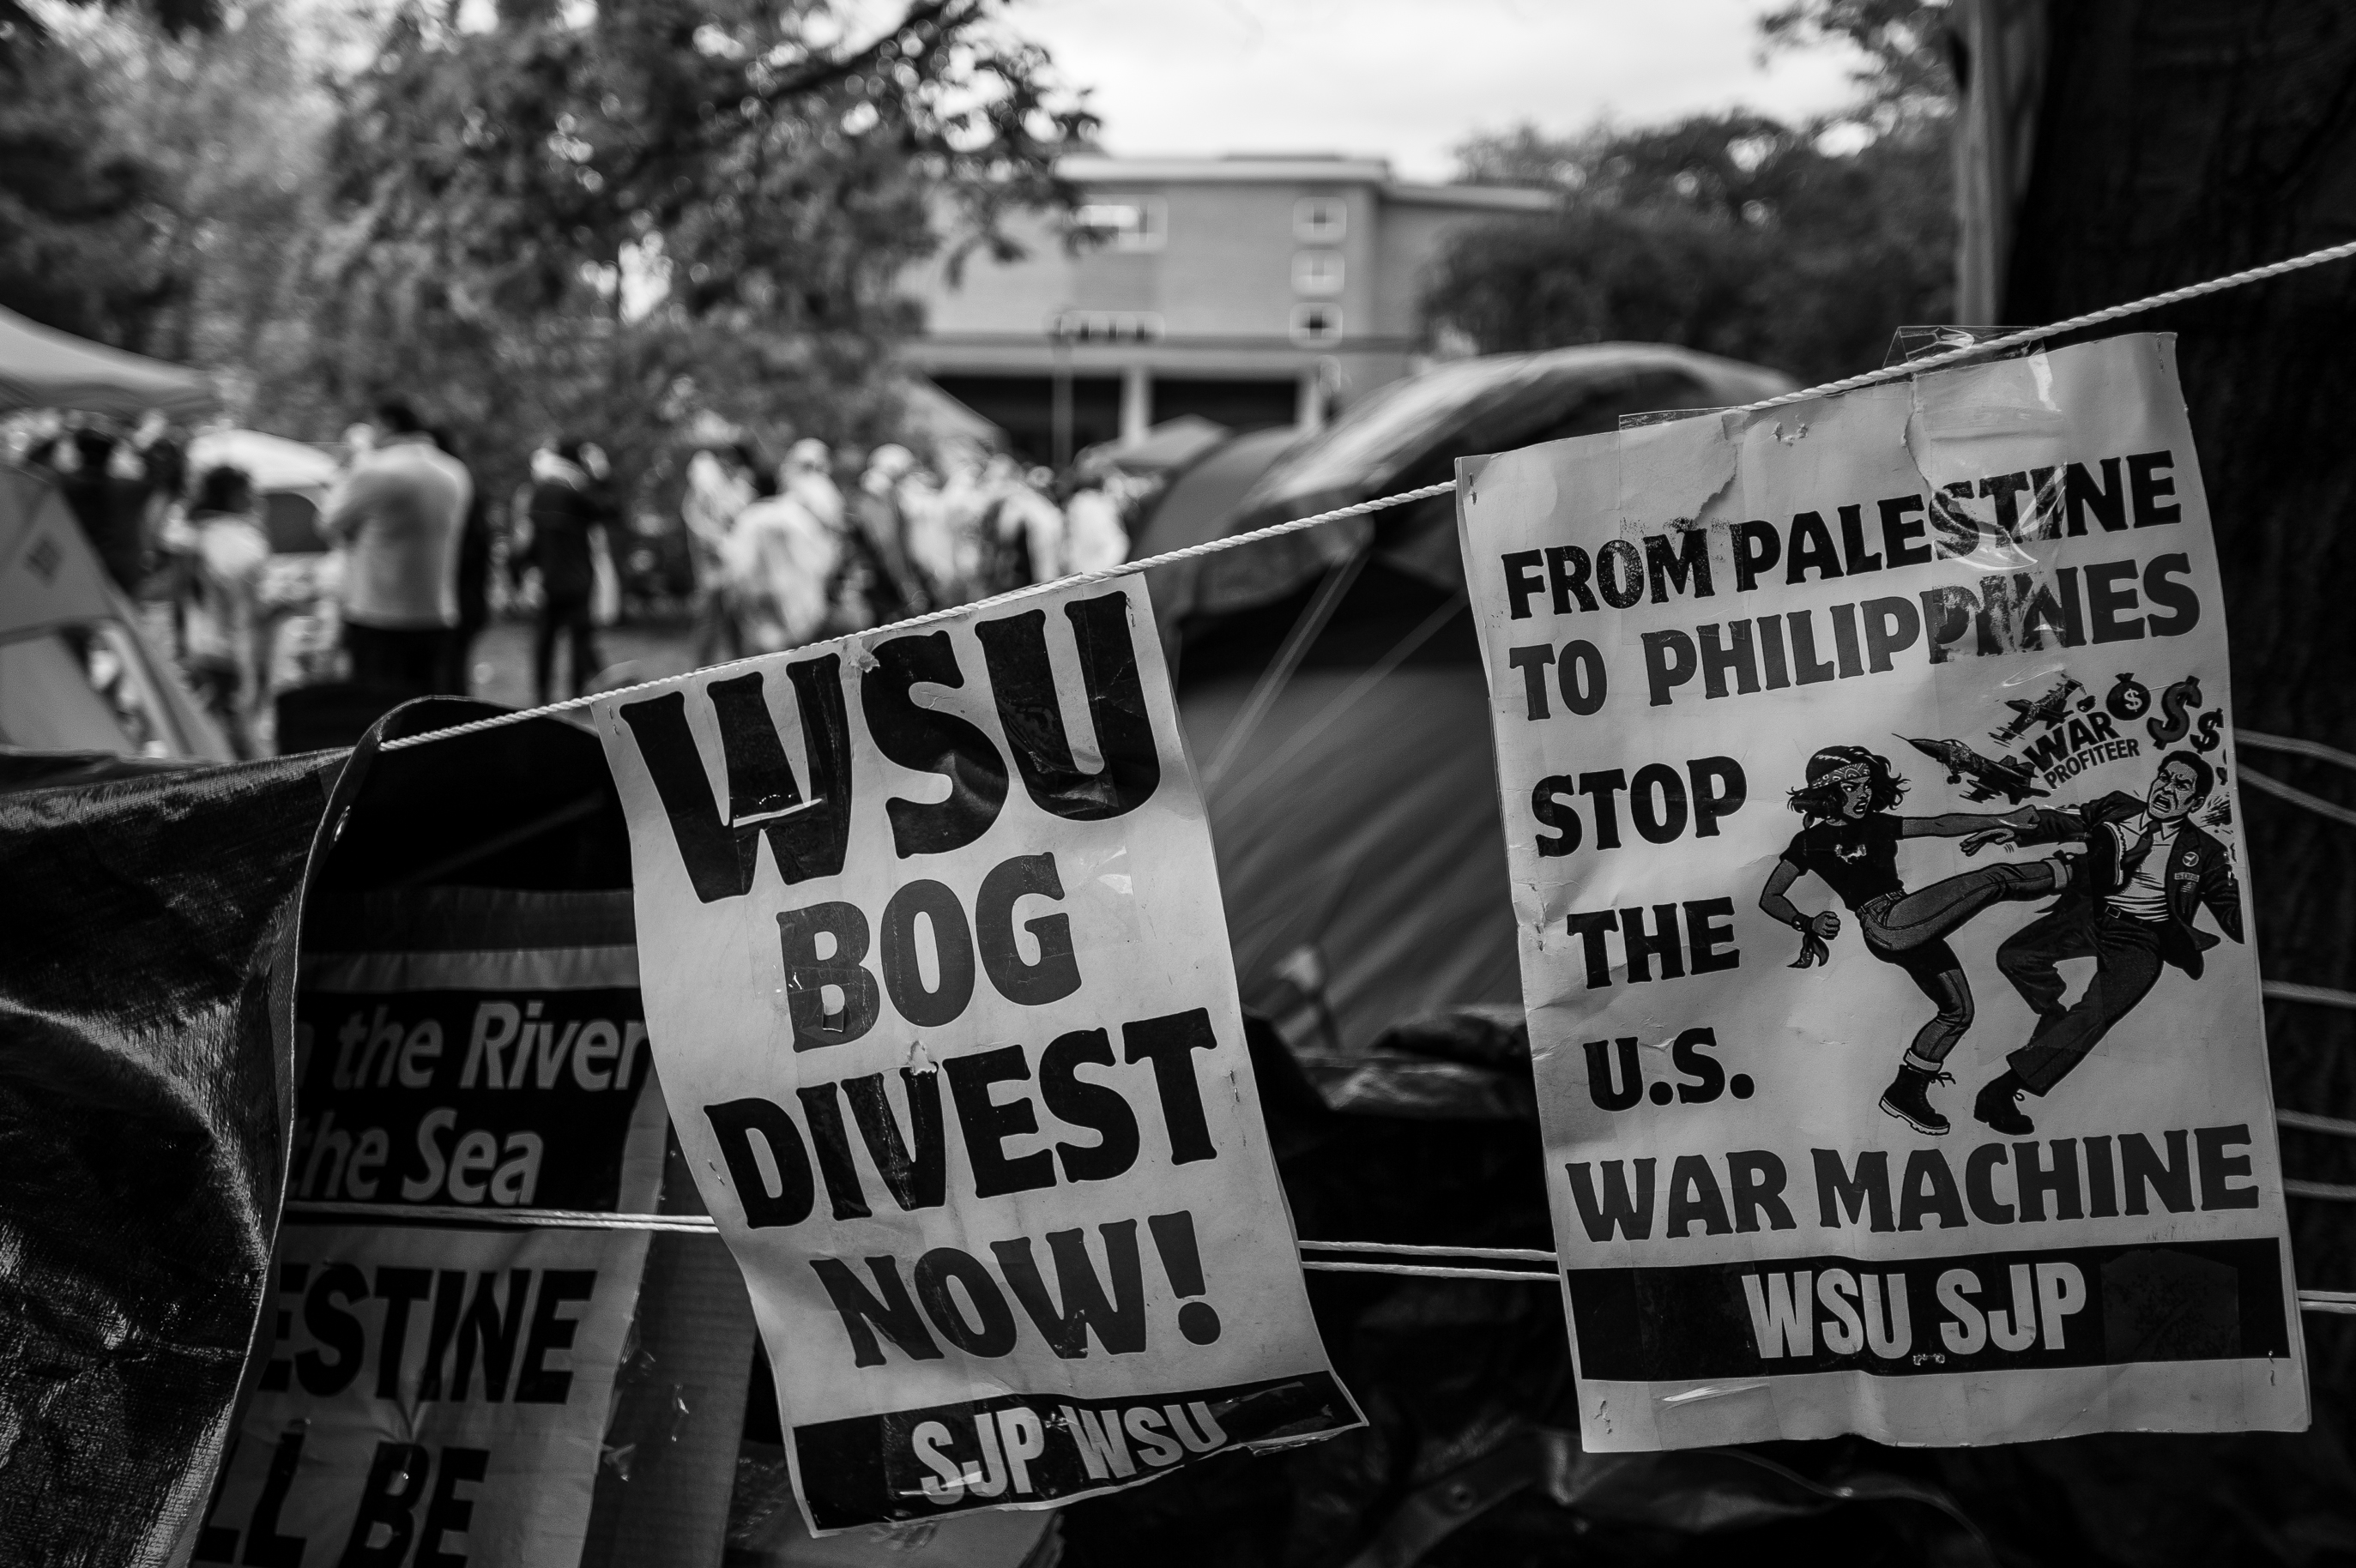 the River
the Sea
ESTINE
LL BE
WSU
BOG
DIVEST
NOW!
SJP WSU
FROM PALESTINE
TO PHILIPPINES
STOP
THE
U.S.
WAR MACHINE
WAR
PROFITEER
$
$
$
WSU SJP